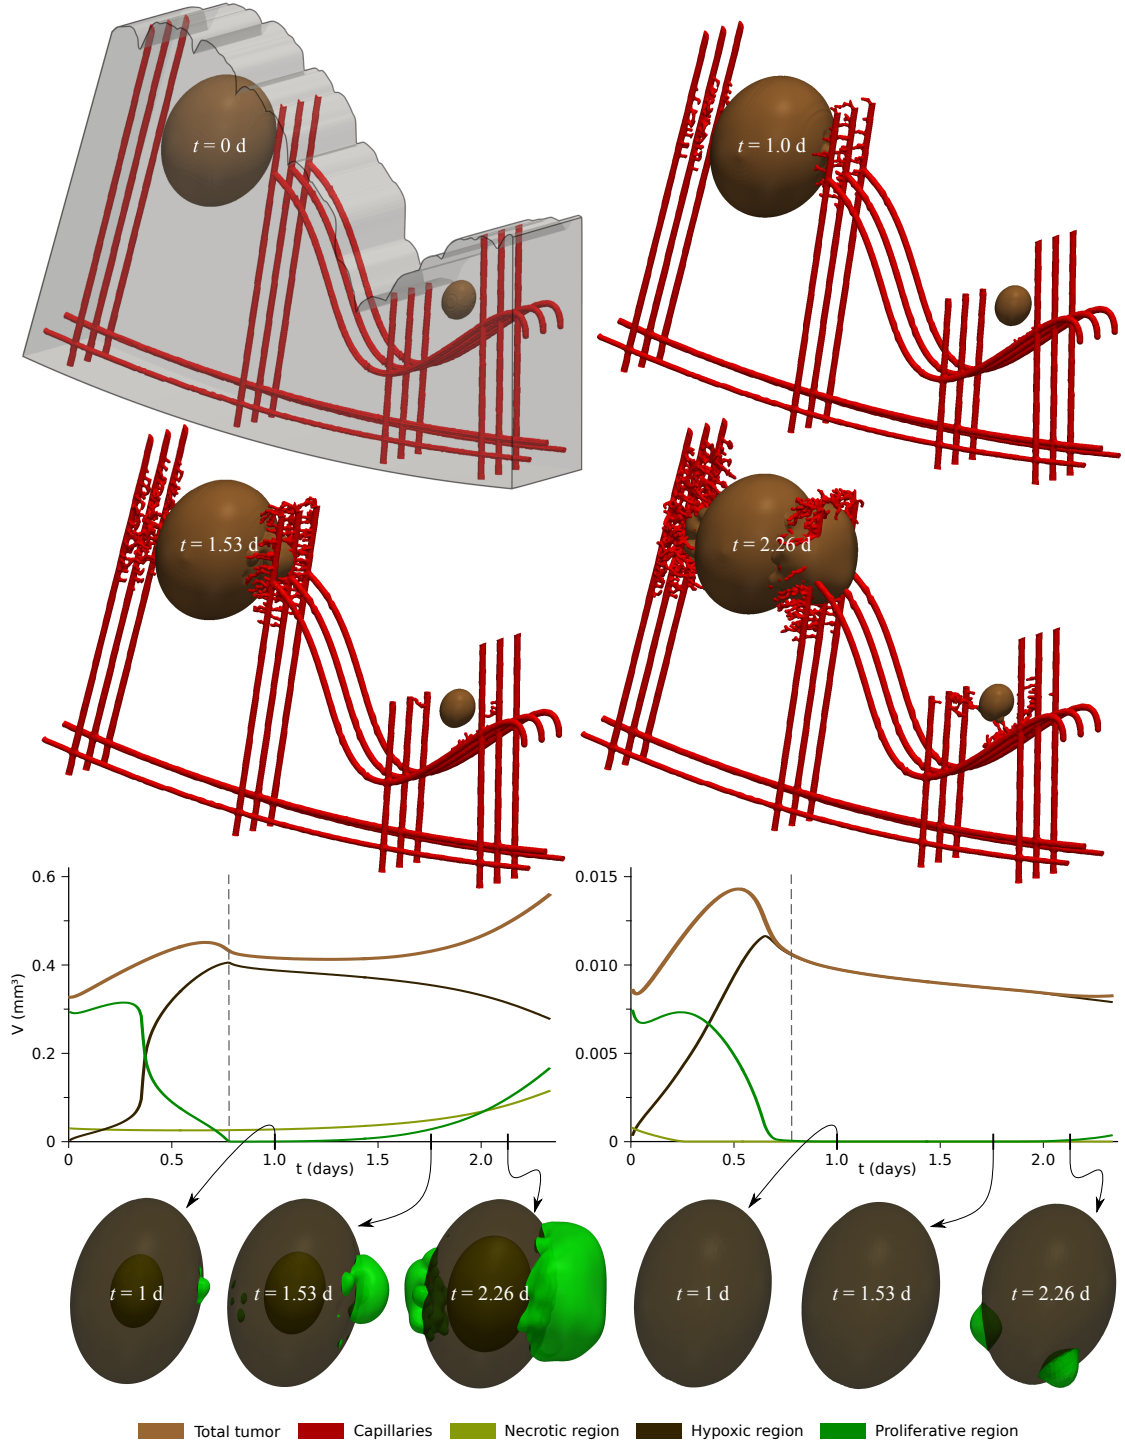 t = 0 d
t = 1.0 d
t = 1.53 d
t = 2.26 d
0.6
0.4
0.2
0
V (mm³)
0
0.5
1.0
1.5
2.0
t (days)
0.015
0.010
0.005
0
0
0.5
1.0
1.5
2.0
t (days)
t = 1 d
t = 1.53 d
t = 2.26 d
t = 1 d
t = 1.53 d
t = 2.26 d
Total tumor
Capillaries
Necrotic region
Hypoxic region
Proliferative region